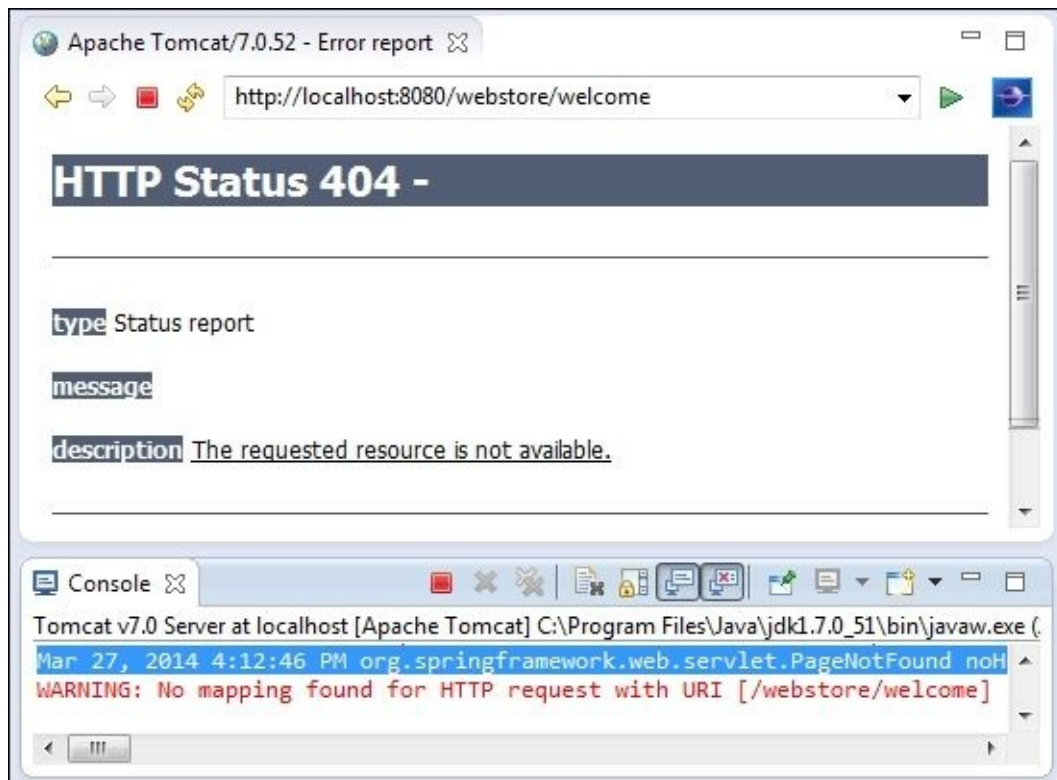 Apache Tomcat/7.0.52 - Error report
http://localhost:8080/webstore/welcome
HTTP Status 404 -
type Status report
message
description The requested resource is not available.
Console
Tomcat v7.0 Server at localhost [Apache Tomcat] C:\Program Files\Java\jdk1.7.0_51\bin\javaw.exe (.
Mar 27, 2014 4:12:46 PM org.springframework.web.servlet.PageNotFound noH
WARNING: No mapping found for HTTP request with URI [/webstore/welcome]